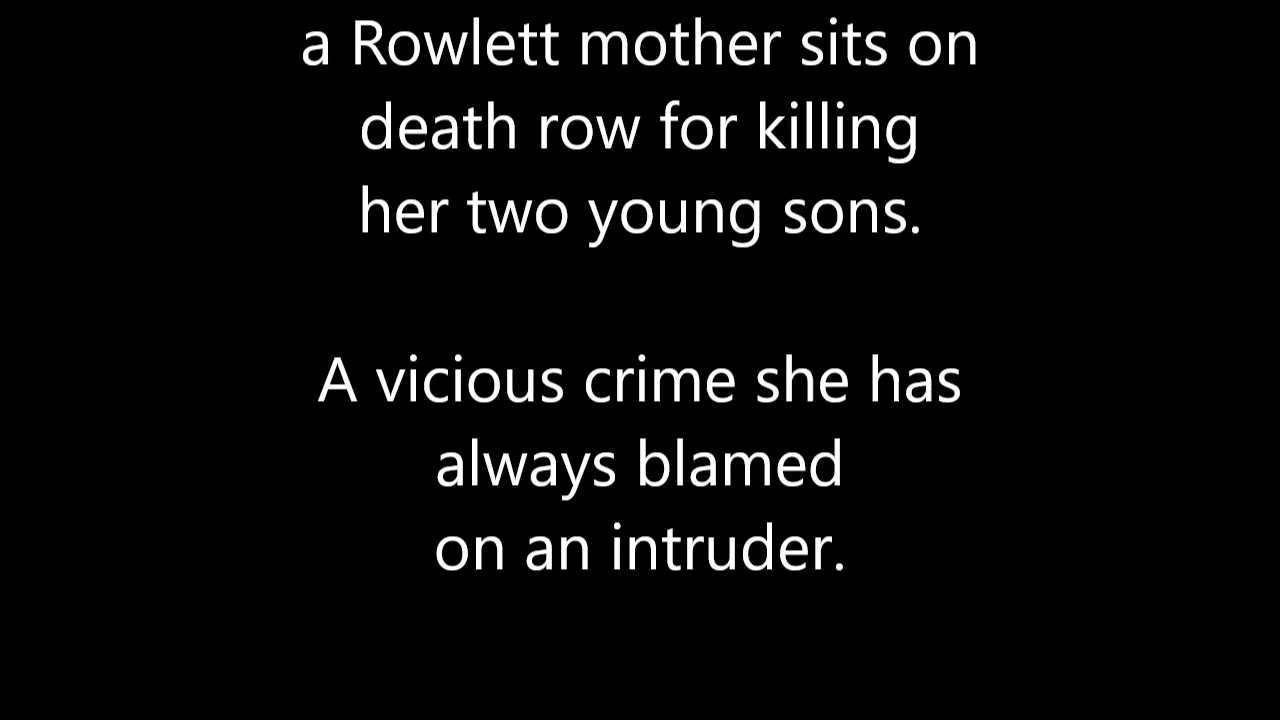 a Rowlett mother sits on
death row for killing
her two young sons.
A vicious crime she has
always blamed
on an intruder.